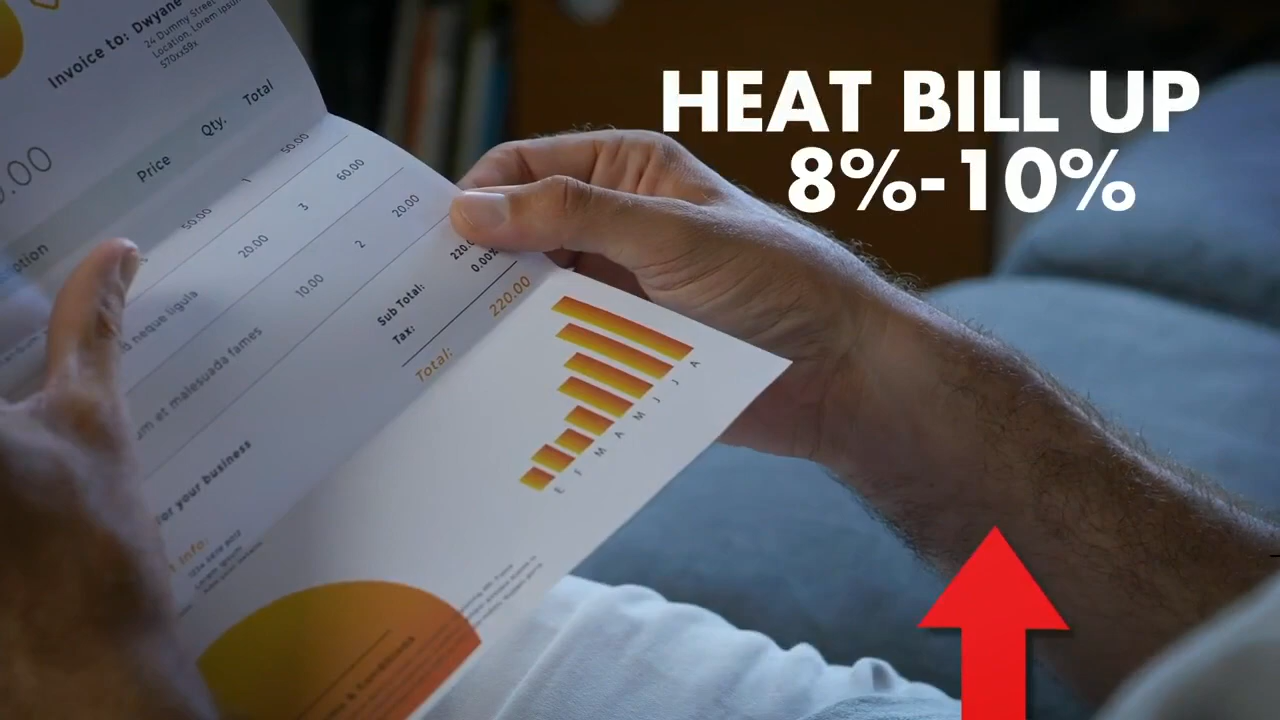 HEAT BILL UP
8%-10%
Invoice to: Dwyane
24 Dummy Street
Location, Lorem Ipsum
570xx59x
Price Qty. Total
50.00 1 50.00
20.00 3 60.00
10.00 2 20.00
neque ligula
et malesuada fames
Sub Total:
Tax: 0.00%
Total: 220.00
for your business
E F M A M J J A